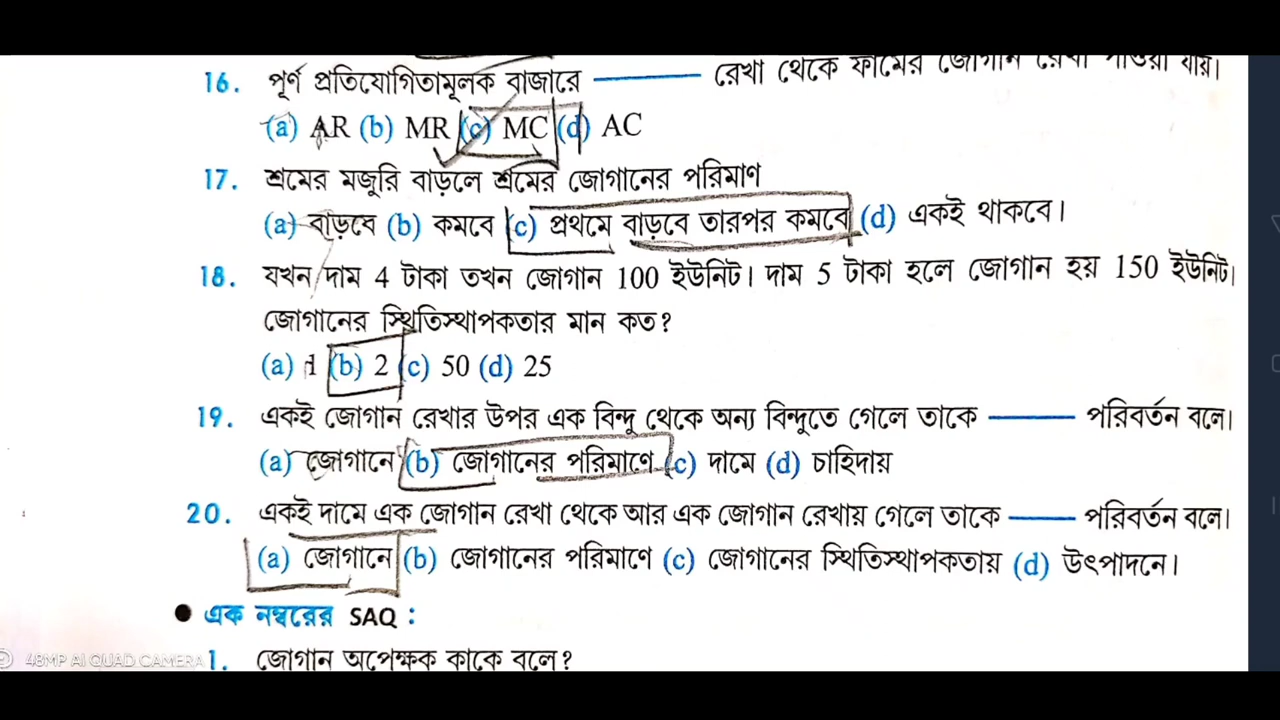 16. পূর্ণ প্রতিযোগিতামূলক বাজারে ——— রেখা থেকে ফার্মের জোগান রেখা পাওয়া যায়।
(a) AR (b) MR (c) MC (d) AC
17. শ্রমের মজুরি বাড়লে শ্রমের জোগানের পরিমাণ
(a) বাড়বে (b) কমবে (c) প্রথমে বাড়বে তারপর কমবে (d) একই থাকবে।
18. যখন দাম 4 টাকা তখন জোগান 100 ইউনিট। দাম 5 টাকা হলে জোগান হয় 150 ইউনিট।
জোগানের স্থিতিস্থাপকতার মান কত?
(a) 1 (b) 2 (c) 50 (d) 25
19. একই জোগান রেখার উপর এক বিন্দু থেকে অন্য বিন্দুতে গেলে তাকে ——— পরিবর্তন বলে।
(a) জোগানে (b) জোগানের পরিমাণে (c) দামে (d) চাহিদায়
20. একই দামে এক জোগান রেখা থেকে আর এক জোগান রেখায় গেলে তাকে ——— পরিবর্তন বলে।
(a) জোগানে (b) জোগানের পরিমাণে (c) জোগানের স্থিতিস্থাপকতায় (d) উৎপাদনে।
● এক নম্বরের SAQ :
1. জোগান অপেক্ষক কাকে বলে?
48MP AI QUAD CAMERA